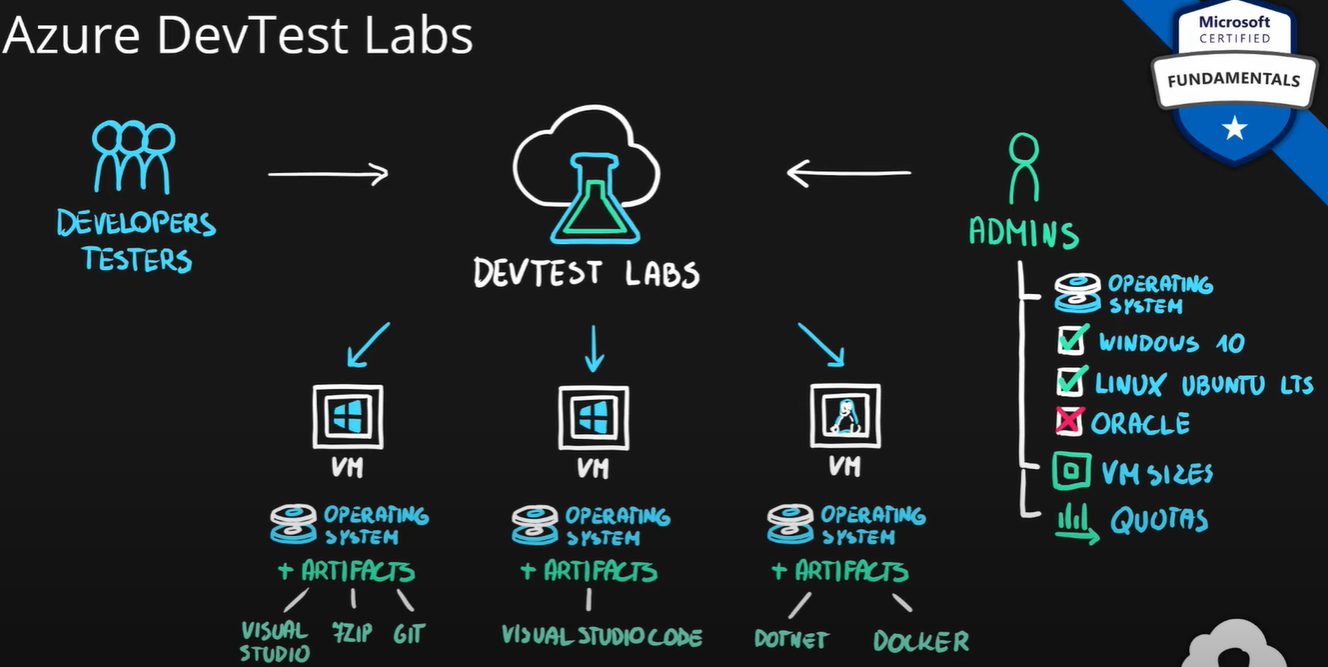 Azure DevTest Labs
Microsoft
CERTIFIED
FUNDAMENTALS
DEVELOPERS
TESTERS
DEVTEST LABS
ADMINS
OPERATING
SYSTEM
WINDOWS 10
LINUX UBUNTU LTS
ORACLE
VM SIZES
QUOTAS
VM
OPERATING
SYSTEM
+ ARTIFACTS
VISUAL
STUDIO
7ZIP
GIT
VM
OPERATING
SYSTEM
+ ARTIFACTS
VISUAL STUDIO CODE
VM
OPERATING
SYSTEM
+ ARTIFACTS
DOTNET
DOCKER